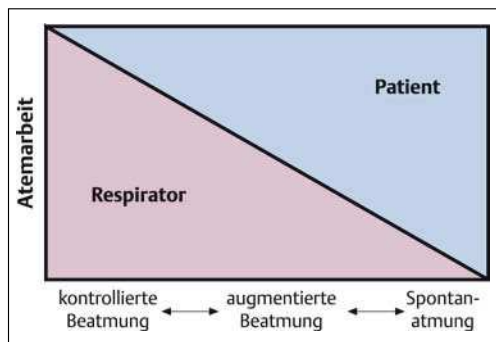 Patient
Atemarbeit
Respirator
kontrollierte
Beatmung
augmentierte
Beatmung
Spontan-
atmung